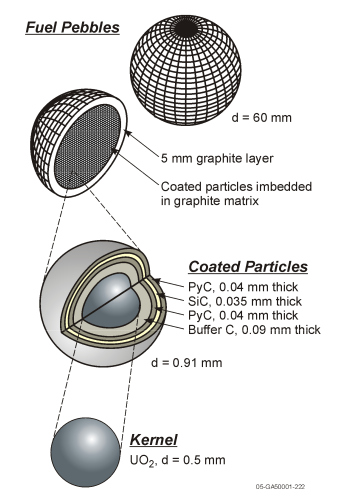 Fuel Pebbles
d = 60 mm
5 mm graphite layer
Coated particles imbedded
in graphite matrix
Coated Particles
PyC, 0.04 mm thick
SiC, 0.035 mm thick
PyC, 0.04 mm thick
Buffer C, 0.09 mm thick
d = 0.91 mm
Kernel
UO₂, d = 0.5 mm
05-GA50001-222